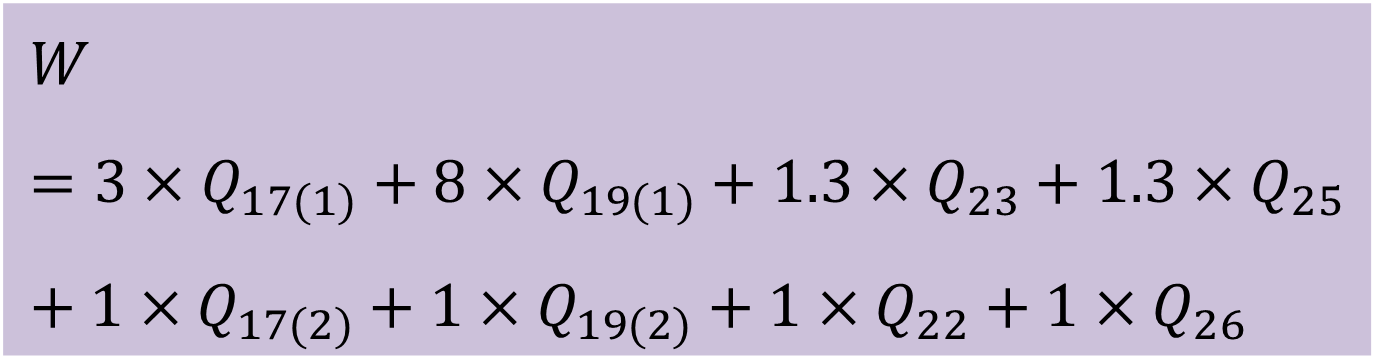 W
= 3 × Q₁₇₍₁₎ + 8 × Q₁₉₍₁₎ + 1.3 × Q₂₃ + 1.3 × Q₂₅
+ 1 × Q₁₇₍₂₎ + 1 × Q₁₉₍₂₎ + 1 × Q₂₂ + 1 × Q₂₆